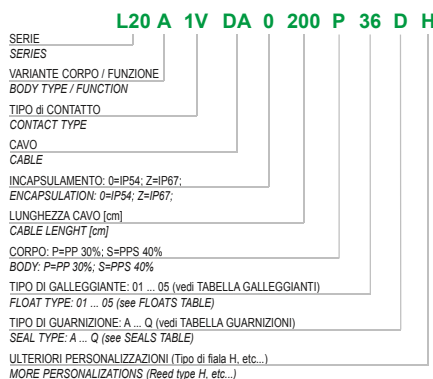 L20 A 1V DA 0 200 P 36 D H
SERIE
SERIES
VARIANTE CORPO / FUNZIONE
BODY TYPE / FUNCTION
TIPO di CONTATTO
CONTACT TYPE
CAVO
CABLE
INCAPSULAMENTO: 0=IP54; Z=IP67;
ENCAPSULATION: 0=IP54; Z=IP67;
LUNGHEZZA CAVO [cm]
CABLE LENGHT [cm]
CORPO: P=PP 30%; S=PPS 40%
BODY: P=PP 30%; S=PPS 40%
TIPO DI GALLEGGIANTE: 01 ... 05 (vedi TABELLA GALLEGGIANTI)
FLOAT TYPE: 01 ... 05 (see FLOATS TABLE)
TIPO DI GUARNIZIONE: A ... Q (vedi TABELLA GUARNIZIONI)
SEAL TYPE: A ... Q (see SEALS TABLE)
ULTERIORI PERSONALIZZAZIONI (Tipo di fiala H, etc...)
MORE PERSONALIZATIONS (Reed type H, etc...)